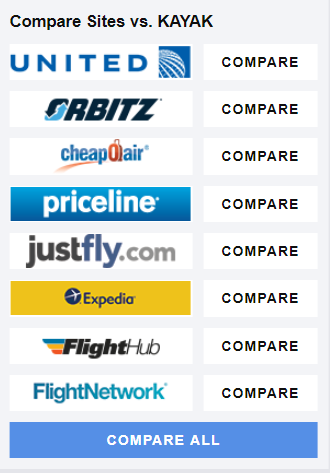 Compare Sites vs. KAYAK
UNITED COMPARE
ORBITZ COMPARE
cheapOair® COMPARE
priceline® COMPARE
justfly.com COMPARE
Expedia® COMPARE
FlightHub COMPARE
FlightNetwork® COMPARE
COMPARE ALL